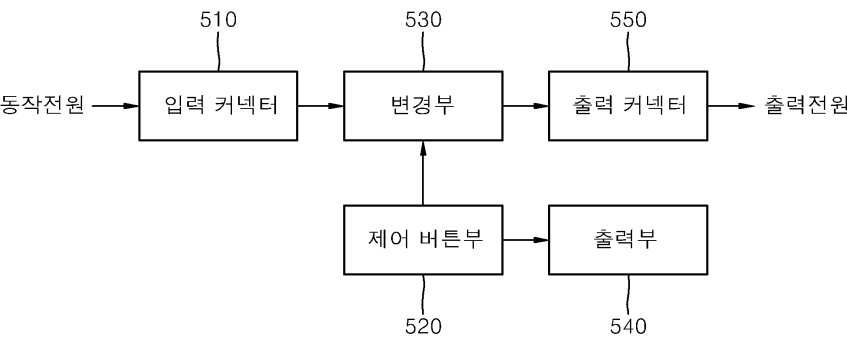 510
530
550
동작전원
입력 커넥터
변경부
출력 커넥터
출력전원
제어 버튼부
출력부
520
540